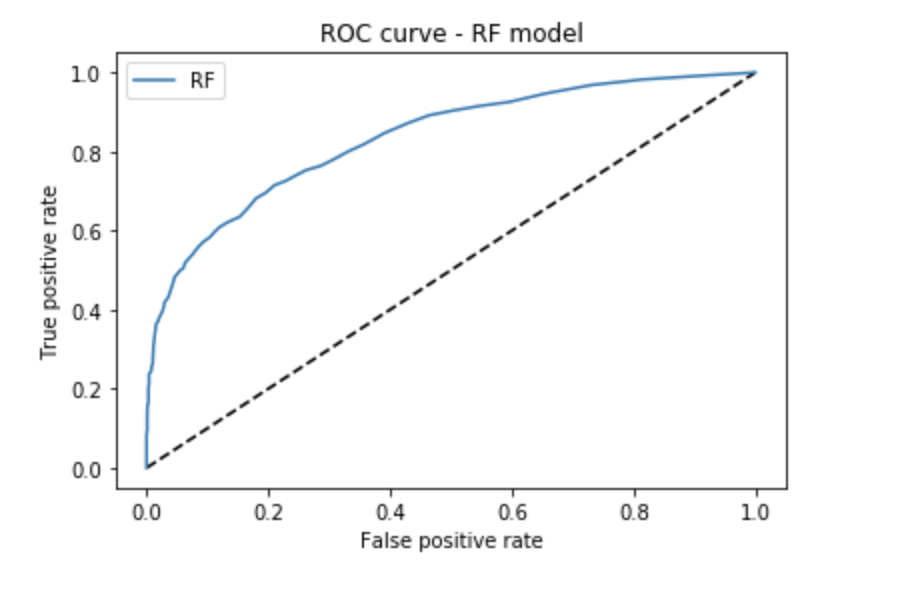 ROC curve - RF model
RF
True positive rate
1.0
0.8
0.6
0.4
0.2
0.0
0.0 0.2 0.4 0.6 0.8 1.0
False positive rate